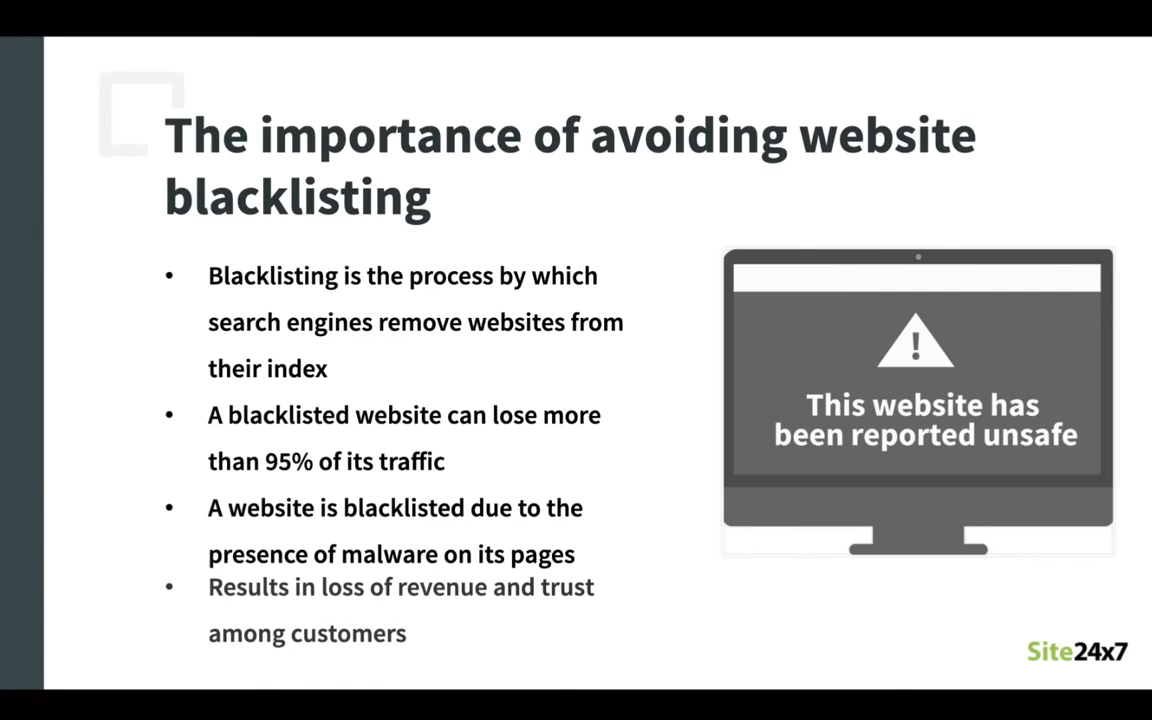 The importance of avoiding website
blacklisting
• Blacklisting is the process by which
search engines remove websites from
their index
• A blacklisted website can lose more
than 95% of its traffic
• A website is blacklisted due to the
presence of malware on its pages
• Results in loss of revenue and trust
among customers
!
This website has
been reported unsafe
Site24x7